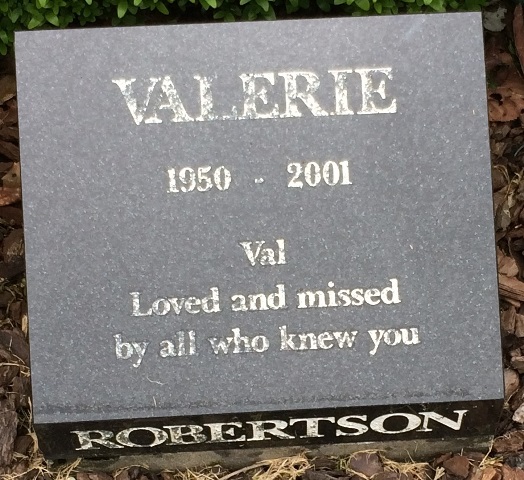 VALERIE
1950 - 2001
Val
Loved and missed
by all who knew you
ROBERTSON